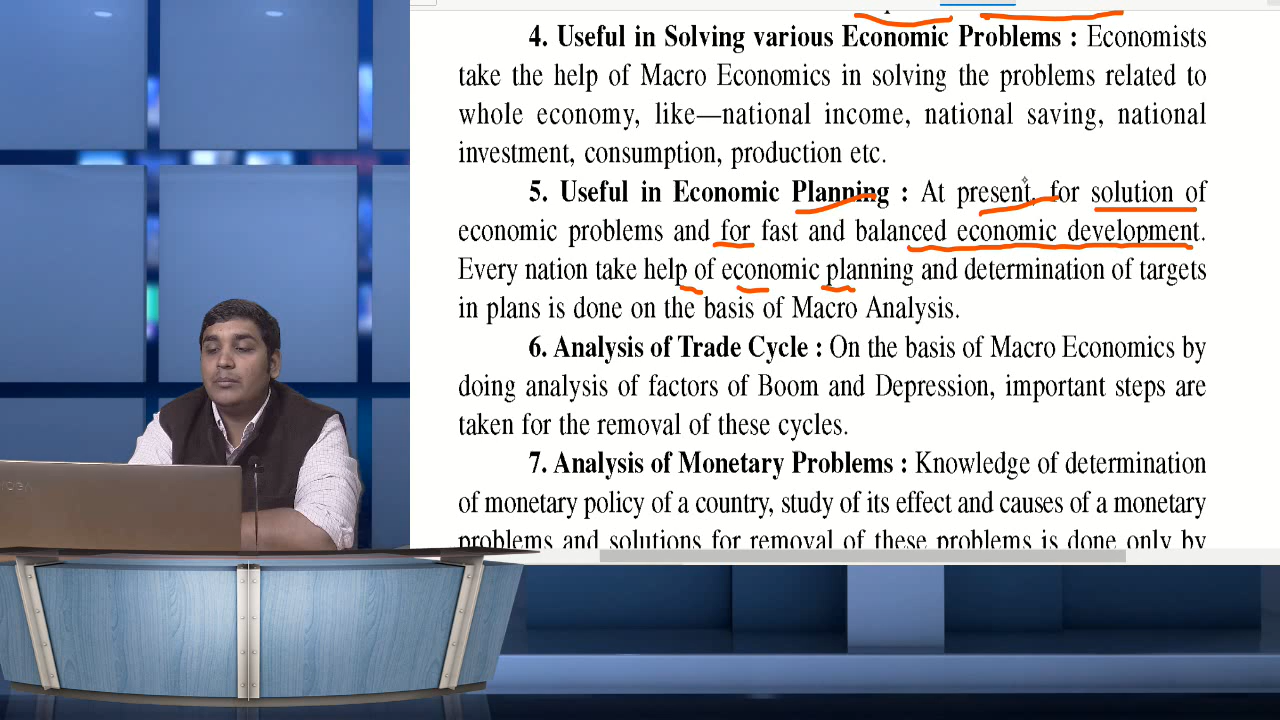 4. Useful in Solving various Economic Problems : Economists
take the help of Macro Economics in solving the problems related to
whole economy, like—national income, national saving, national
investment, consumption, production etc.
5. Useful in Economic Planning : At present, for solution of
economic problems and for fast and balanced economic development.
Every nation take help of economic planning and determination of targets
in plans is done on the basis of Macro Analysis.
6. Analysis of Trade Cycle : On the basis of Macro Economics by
doing analysis of factors of Boom and Depression, important steps are
taken for the removal of these cycles.
7. Analysis of Monetary Problems : Knowledge of determination
of monetary policy of a country, study of its effect and causes of a monetary
problems and solutions for removal of these problems is done only by